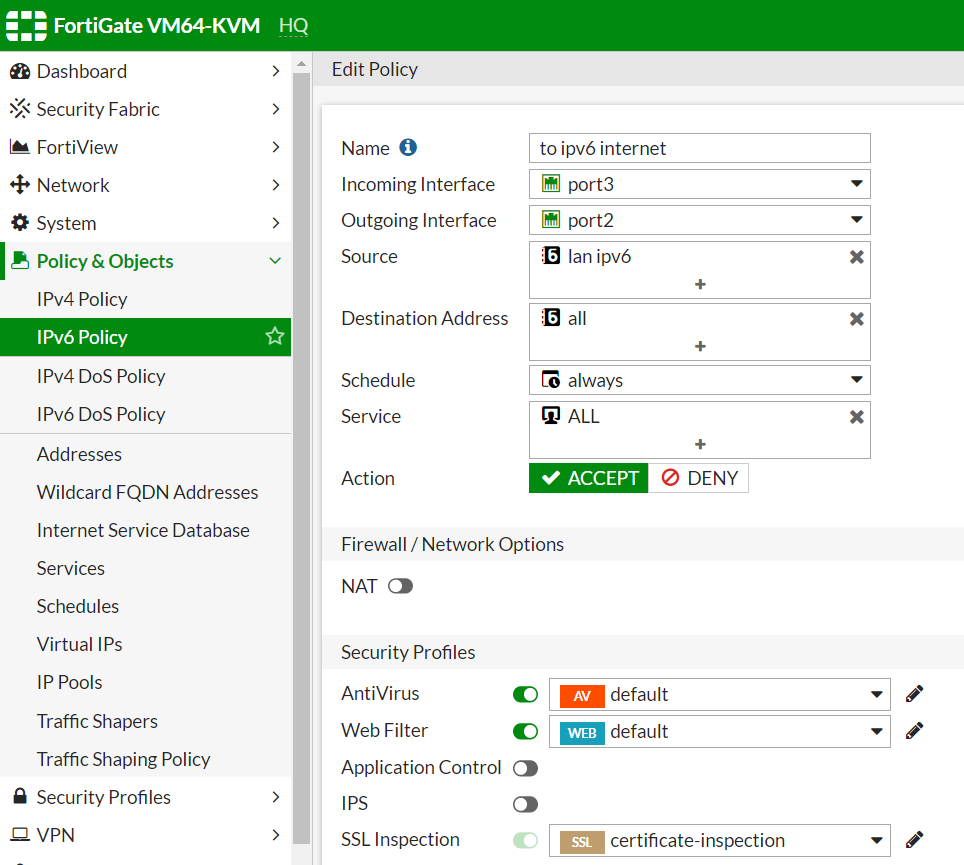 FortiGate VM64-KVM HQ
Dashboard
Security Fabric
FortiView
Network
System
Policy & Objects
IPv4 Policy
IPv6 Policy
IPv4 DoS Policy
IPv6 DoS Policy
Addresses
Wildcard FQDN Addresses
Internet Service Database
Services
Schedules
Virtual IPs
IP Pools
Traffic Shapers
Traffic Shaping Policy
Security Profiles
VPN
Edit Policy
Name to ipv6 internet
Incoming Interface port3
Outgoing Interface port2
Source 6 lan ipv6
+
Destination Address 6 all
+
Schedule always
Service ALL
+
Action ACCEPT DENY
Firewall / Network Options
NAT
Security Profiles
AntiVirus AV default
Web Filter WEB default
Application Control
IPS
SSL Inspection SSL certificate-inspection